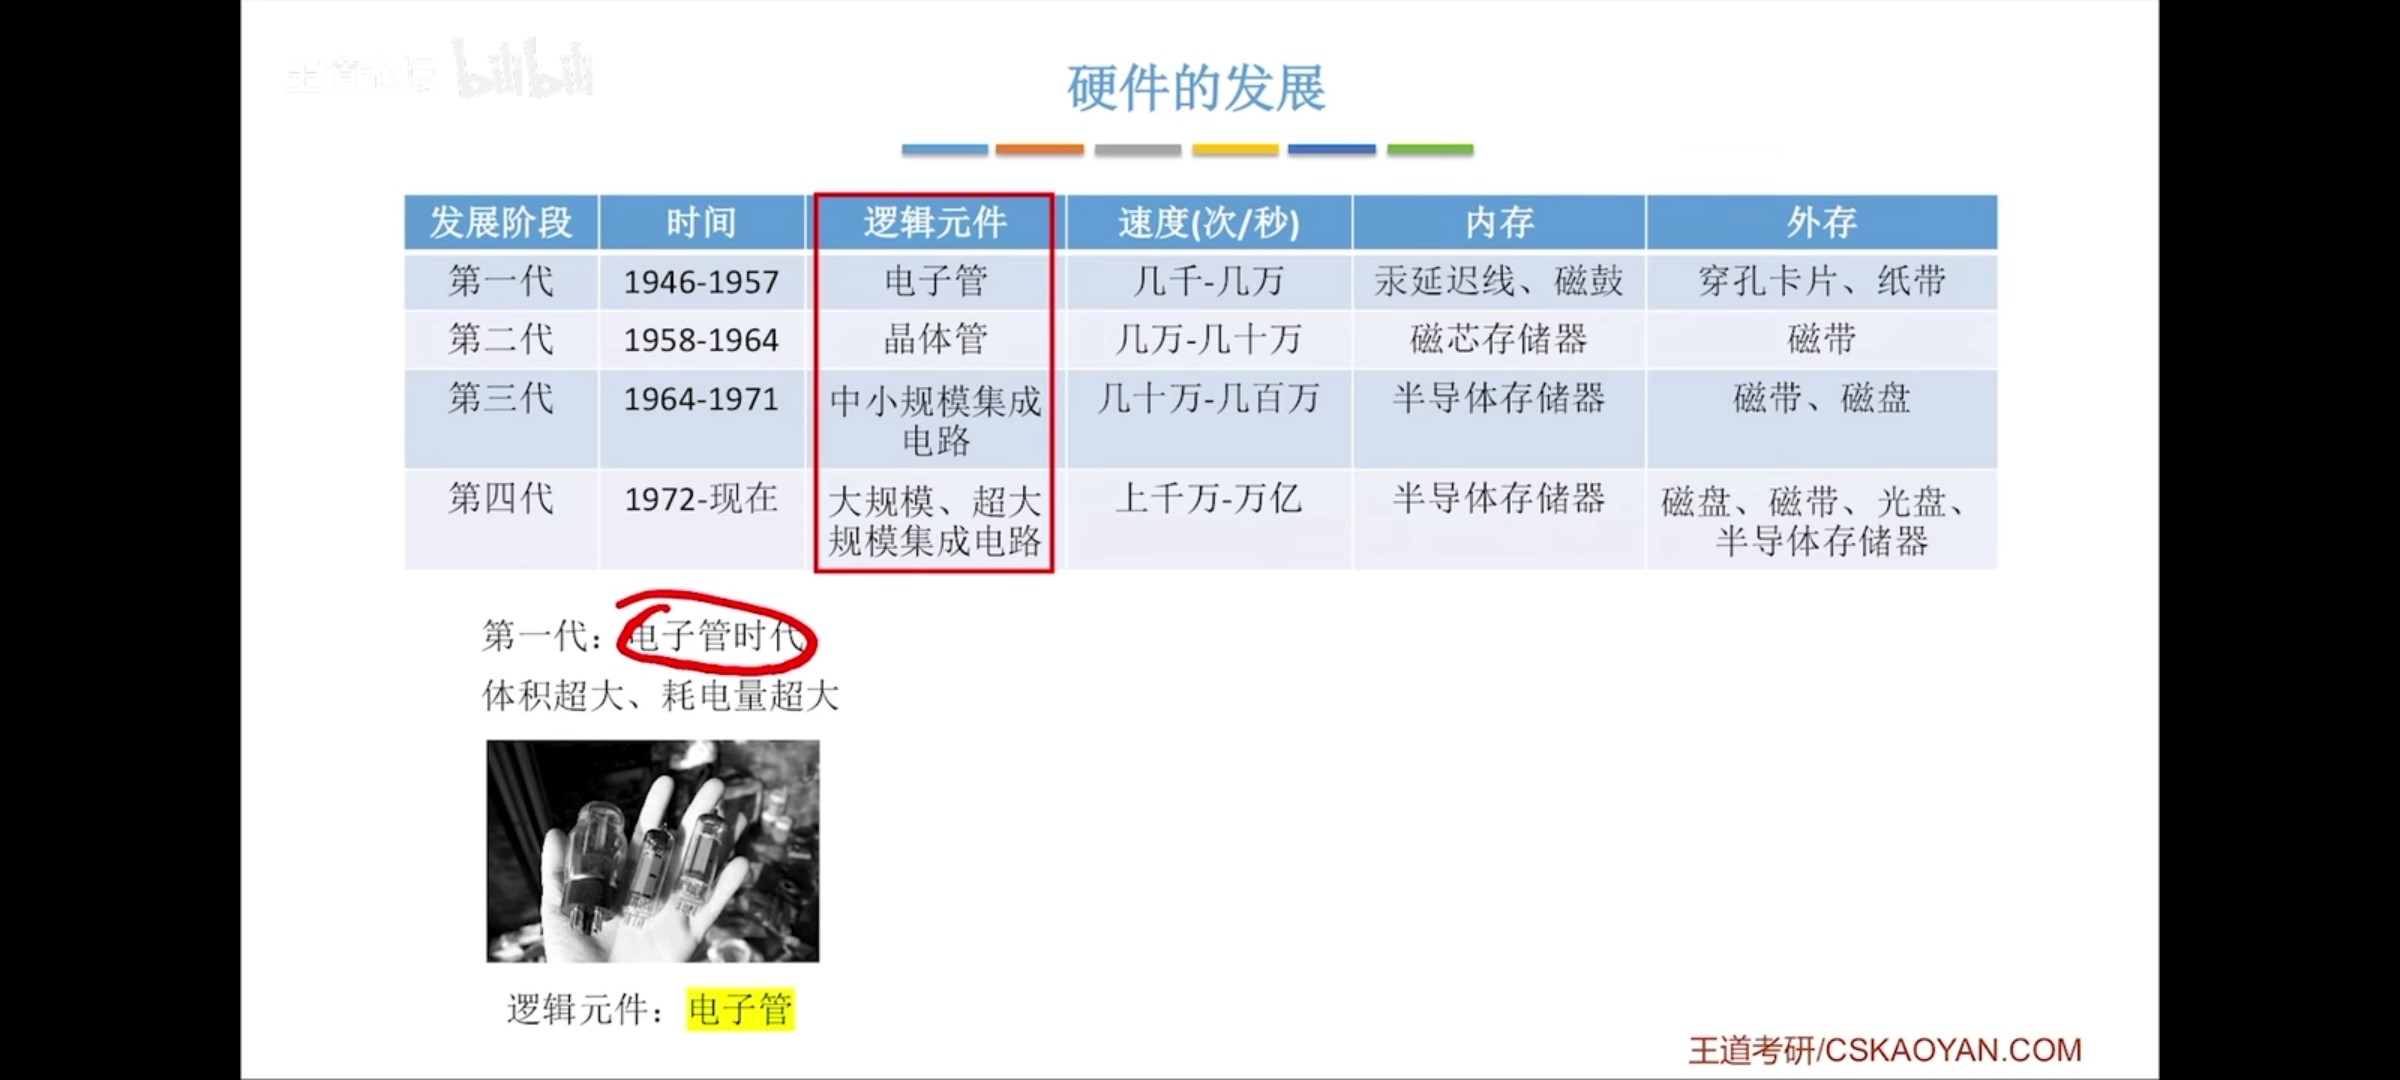 王道论坛 bilibili
硬件的发展
发展阶段 时间 逻辑元件 速度(次/秒) 内存 外存
第一代 1946-1957 电子管 几千-几万 汞延迟线、磁鼓 穿孔卡片、纸带
第二代 1958-1964 晶体管 几万-几十万 磁芯存储器 磁带
第三代 1964-1971 中小规模集成 几十万-几百万 半导体存储器 磁带、磁盘
电路
第四代 1972-现在 大规模、超大 上千万-万亿 半导体存储器 磁盘、磁带、光盘、
规模集成电路 半导体存储器
第一代：电子管时代
体积超大、耗电量超大
逻辑元件：电子管
王道考研/CSKAOYAN.COM